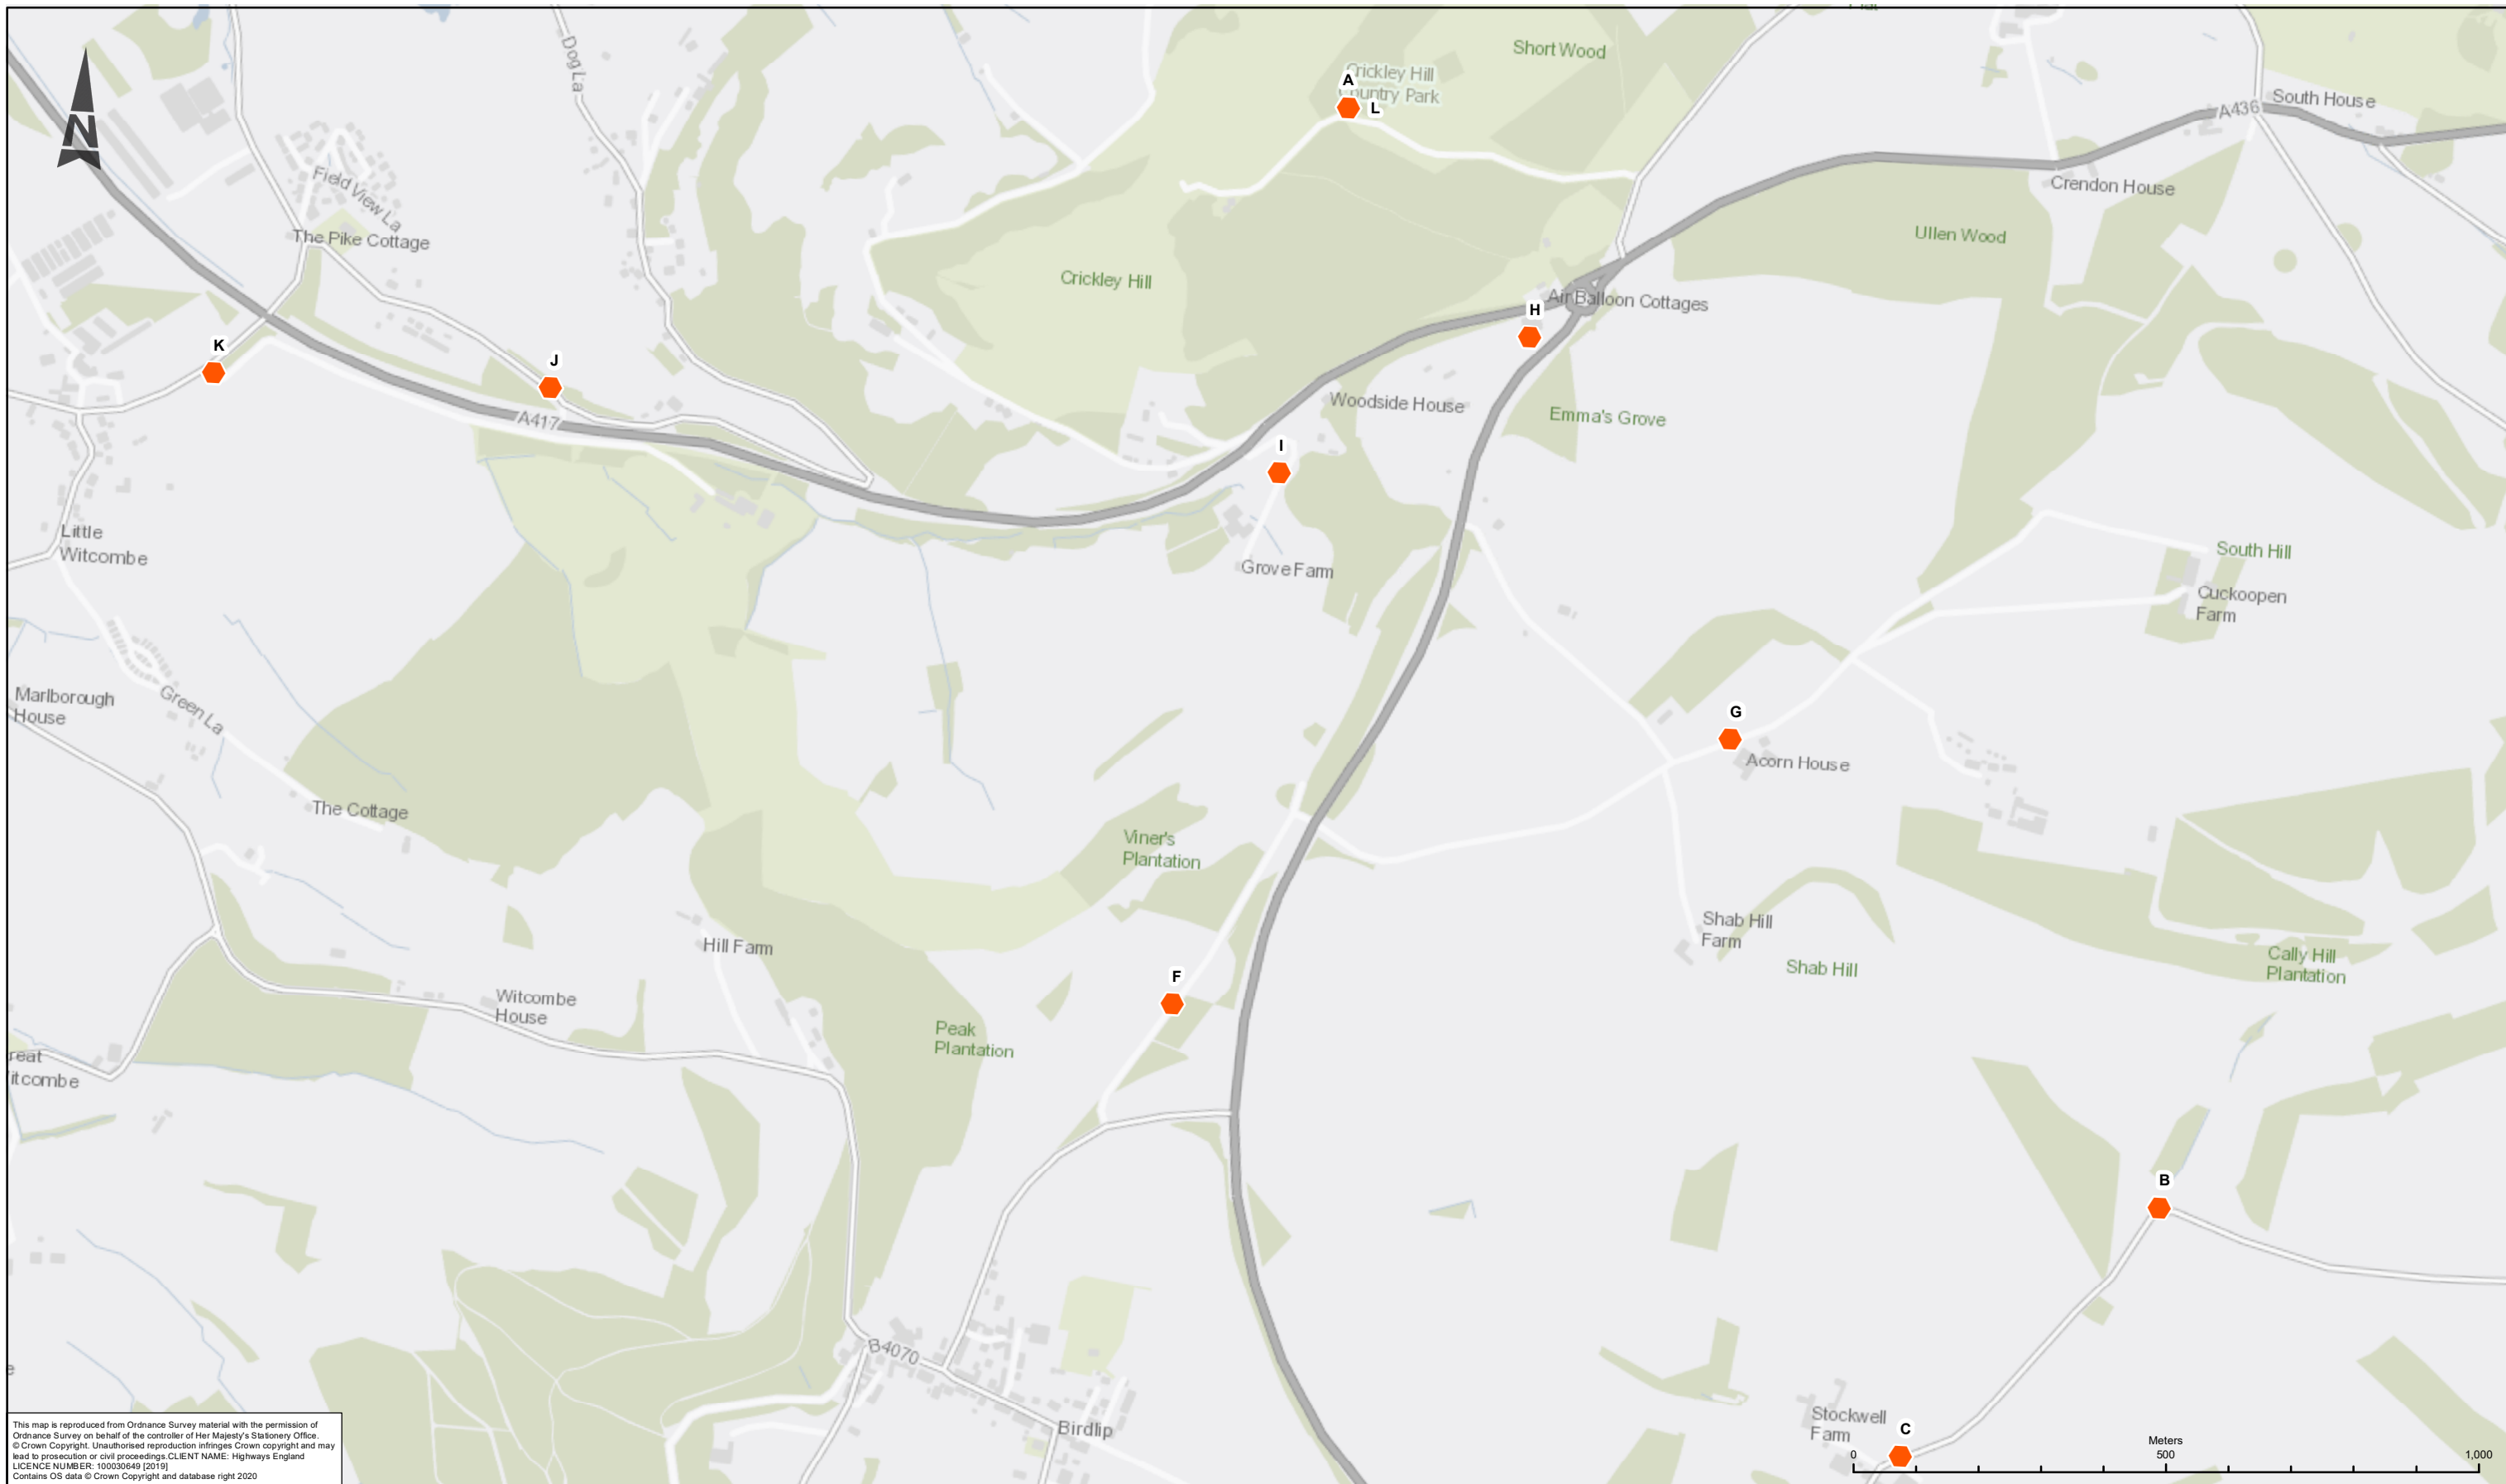 Dog La
Short Wood
Crickley Hill
Country Park
A
L
A436
South House
N
Field View La
The Pike Cottage
Crendon House
Ullen Wood
Crickley Hill
Air Balloon Cottages
H
K
J
A417
Woodside House
Emma's Grove
I
Little
Witcombe
Grove Farm
South Hill
Cuckoopen
Farm
Marlborough
House
Green La
G
Acorn House
The Cottage
Viner's
Plantation
Shab Hill
Farm
Hill Farm
Shab Hill
Cally Hill
Plantation
F
Witcombe
House
Peak
Plantation
reat
itcombe
B
B4070
Birdlip
Stockwell
Farm
C
Meters
0 500 1,000
This map is reproduced from Ordnance Survey material with the permission of
Ordnance Survey on behalf of the controller of Her Majesty's Stationery Office.
© Crown Copyright. Unauthorised reproduction infringes Crown copyright and may
lead to prosecution or civil proceedings.CLIENT NAME: Highways England
LICENCE NUMBER: 100030649 [2019]
Contains OS data © Crown Copyright and database right 2020